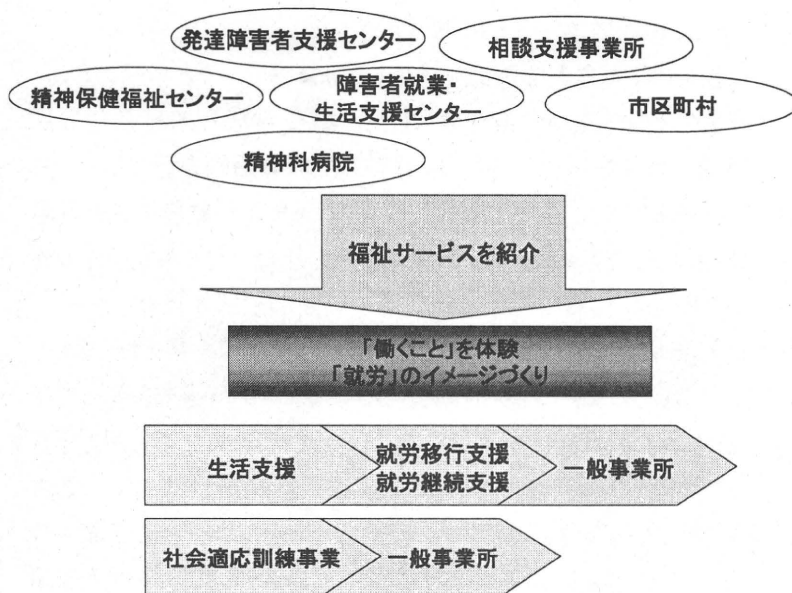 発達障害者支援センター
相談支援事業所
精神保健福祉センター
障害者就業・
生活支援センター
市区町村
精神科病院
福祉サービスを紹介
「働くこと」を体験
「就労」のイメージづくり
生活支援
就労移行支援
就労継続支援
一般事業所
社会適応訓練事業
一般事業所